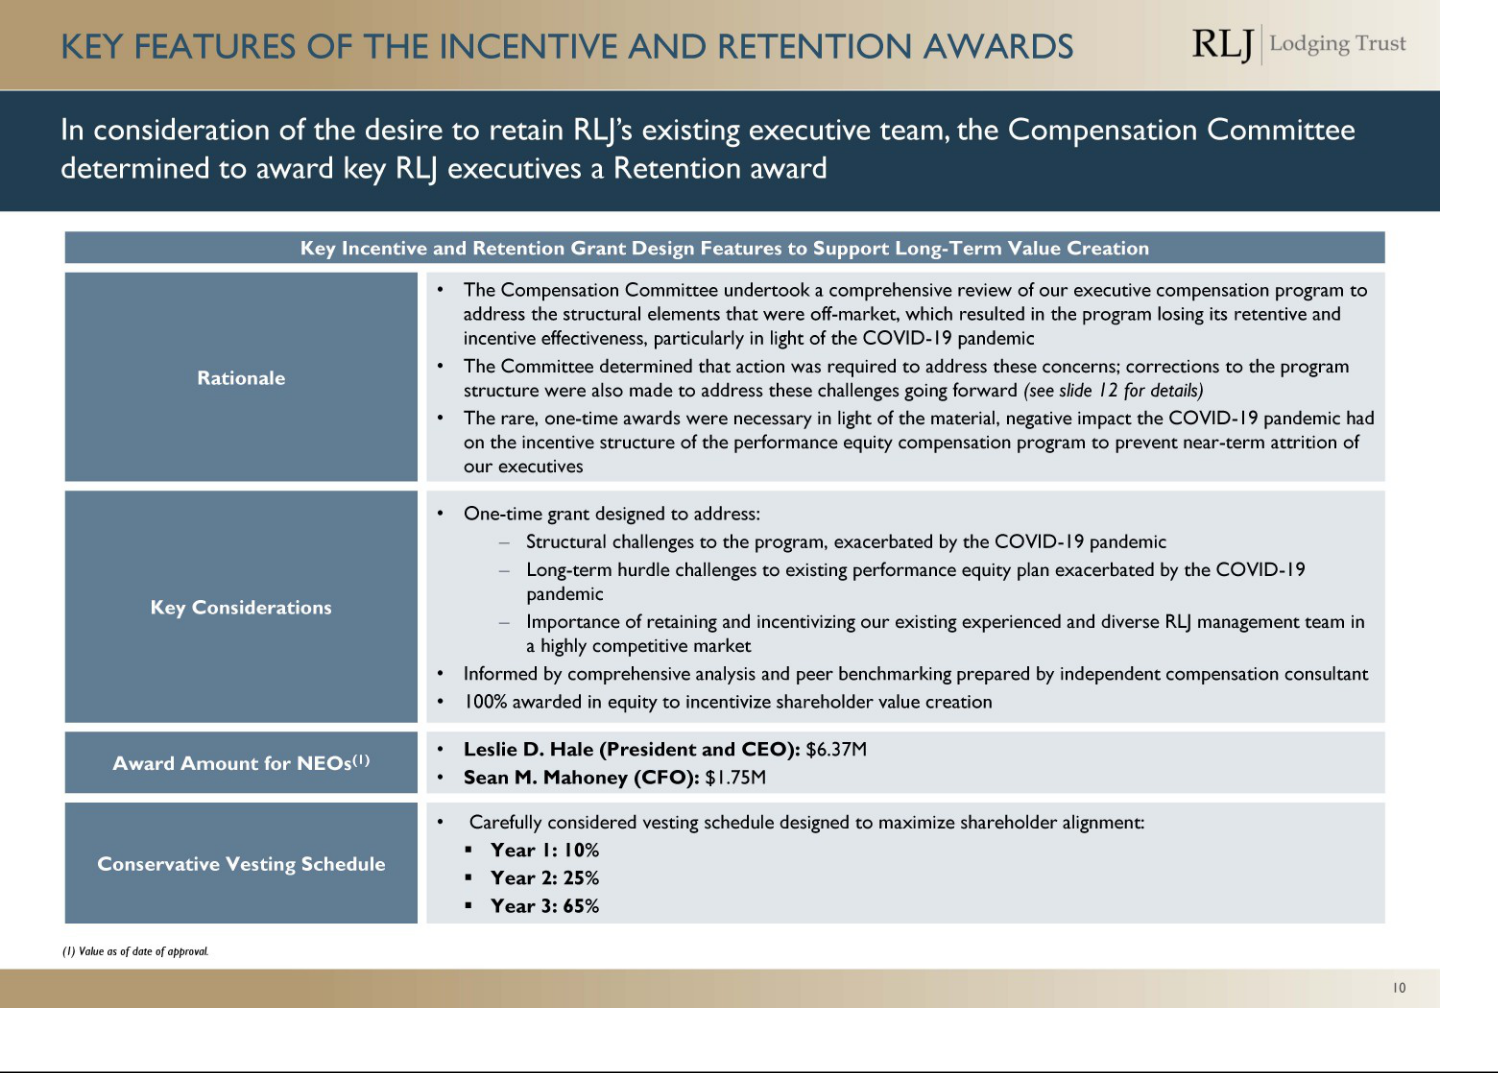 KEY FEATURES OF THE INCENTIVE AND RETENTION AWARDS
RLJ Lodging Trust
In consideration of the desire to retain RLJ’s existing executive team, the Compensation Committee
determined to award key RLJ executives a Retention award
Key Incentive and Retention Grant Design Features to Support Long-Term Value Creation
Rationale
• The Compensation Committee undertook a comprehensive review of our executive compensation program to
address the structural elements that were off-market, which resulted in the program losing its retentive and
incentive effectiveness, particularly in light of the COVID-19 pandemic
• The Committee determined that action was required to address these concerns; corrections to the program
structure were also made to address these challenges going forward (see slide 12 for details)
• The rare, one-time awards were necessary in light of the material, negative impact the COVID-19 pandemic had
on the incentive structure of the performance equity compensation program to prevent near-term attrition of
our executives
Key Considerations
• One-time grant designed to address:
– Structural challenges to the program, exacerbated by the COVID-19 pandemic
– Long-term hurdle challenges to existing performance equity plan exacerbated by the COVID-19
pandemic
– Importance of retaining and incentivizing our existing experienced and diverse RLJ management team in
a highly competitive market
• Informed by comprehensive analysis and peer benchmarking prepared by independent compensation consultant
• 100% awarded in equity to incentivize shareholder value creation
Award Amount for NEOs(1)
• Leslie D. Hale (President and CEO): $6.37M
• Sean M. Mahoney (CFO): $1.75M
Conservative Vesting Schedule
• Carefully considered vesting schedule designed to maximize shareholder alignment:
▪ Year 1: 10%
▪ Year 2: 25%
▪ Year 3: 65%
(1) Value as of date of approval.
10